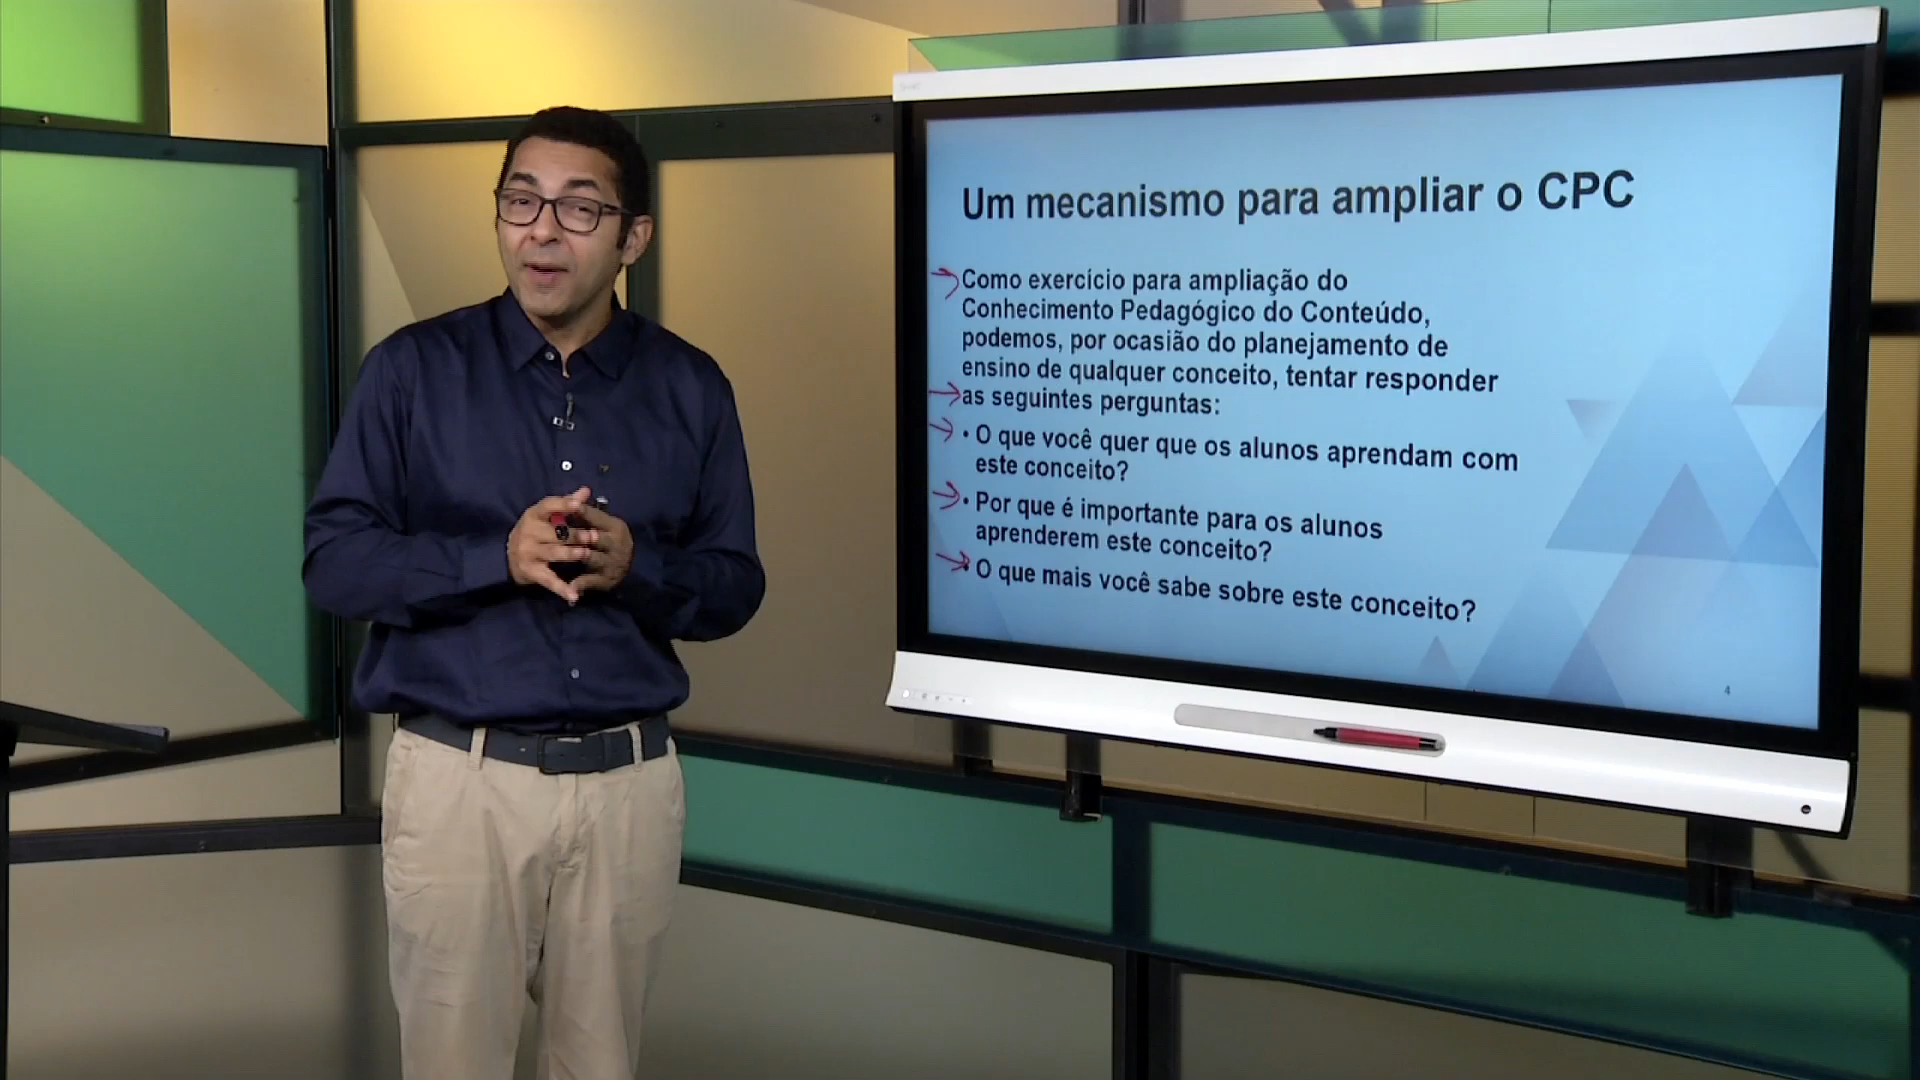 Um mecanismo para ampliar o CPC
Como exercício para ampliação do
Conhecimento Pedagógico do Conteúdo,
podemos, por ocasião do planejamento de
ensino de qualquer conceito, tentar responder
as seguintes perguntas:
• O que você quer que os alunos aprendam com
este conceito?
• Por que é importante para os alunos
aprenderem este conceito?
• O que mais você sabe sobre este conceito?
4